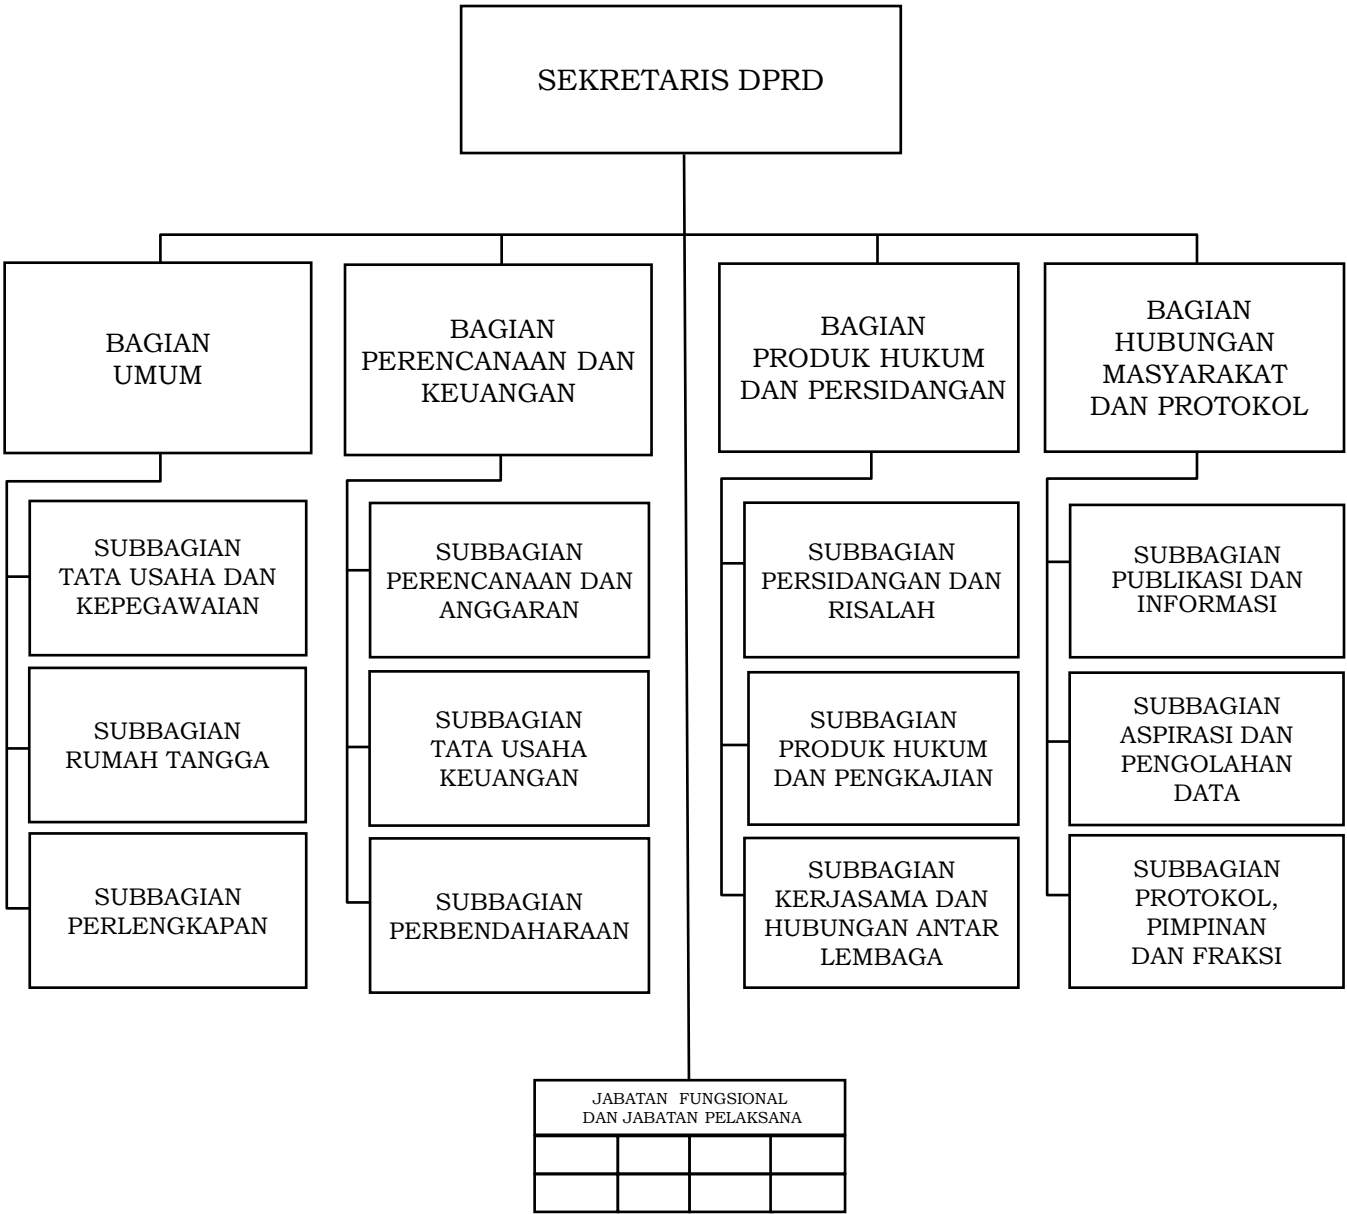 SEKRETARIS DPRD
BAGIAN
UMUM
BAGIAN
PERENCANAAN DAN
KEUANGAN
BAGIAN
PRODUK HUKUM
DAN PERSIDANGAN
BAGIAN
HUBUNGAN
MASYARAKAT
DAN PROTOKOL
SUBBAGIAN
TATA USAHA DAN
KEPEGAWAIAN
SUBBAGIAN
PERENCANAAN DAN
ANGGARAN
SUBBAGIAN
PERSIDANGAN DAN
RISALAH
SUBBAGIAN
PUBLIKASI DAN
INFORMASI
SUBBAGIAN
RUMAH TANGGA
SUBBAGIAN
TATA USAHA
KEUANGAN
SUBBAGIAN
PRODUK HUKUM
DAN PENGKAJIAN
SUBBAGIAN
ASPIRASI DAN
PENGOLAHAN
DATA
SUBBAGIAN
PERLENGKAPAN
SUBBAGIAN
PERBENDAHARAAN
SUBBAGIAN
KERJASAMA DAN
HUBUNGAN ANTAR
LEMBAGA
SUBBAGIAN
PROTOKOL,
PIMPINAN
DAN FRAKSI
JABATAN FUNGSIONAL
DAN JABATAN PELAKSANA